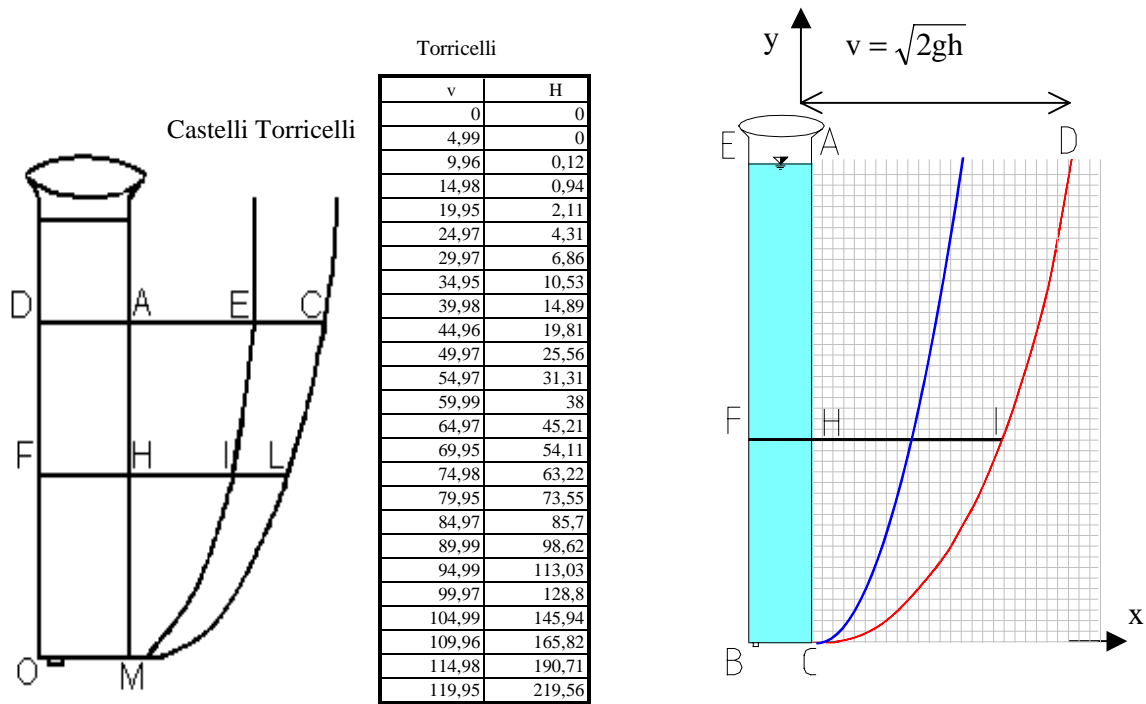 Castelli Torricelli
D A E C
F H I L
O M
Torricelli
v H
0 0
4,99 0
9,96 0,12
14,98 0,94
19,95 2,11
24,97 4,31
29,97 6,86
34,95 10,53
39,98 14,89
44,96 19,81
49,97 25,56
54,97 31,31
59,99 38
64,97 45,21
69,95 54,11
74,98 63,22
79,95 73,55
84,97 85,7
89,99 98,62
94,99 113,03
99,97 128,8
104,99 145,94
109,96 165,82
114,98 190,71
119,95 219,56
y v = √2gh
E A D
F H I
x
B C